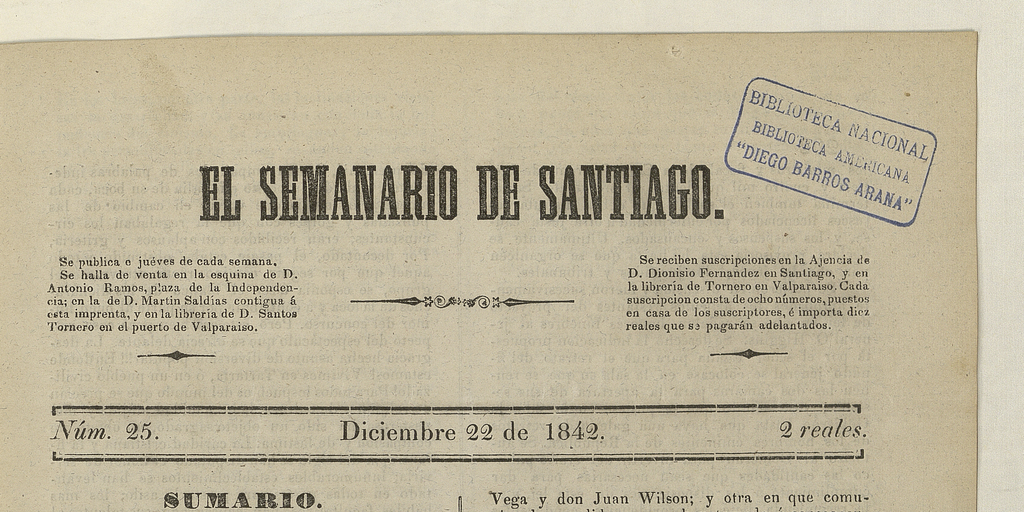 BIBLIOTECA NACIONAL
BIBLIOTECA AMERICANA
"DIEGO BARROS ARANA"
EL SEMANARIO DE SANTIAGO.
Se publica e juéves de cada semana.
Se halla de venta en la esquina de D.
Antonio Ramos, plaza de la Independen-
cia; en la de D. Martin Saldías contigua á
esta imprenta, y en la librería de D. Santos
Tornero en el puerto de Valparaiso.
Se reciben suscripciones en la Ajencia de
D. Dionisio Fernandez en Santiago, y en
la librería de Tornero en Valparaiso. Cada
suscripcion consta de ocho números, puestos
en casa de los suscriptores, é importa diez
reales que se pagarán adelantados.
Núm. 25.
Diciembre 22 de 1842.
2 reales.
SUMARIO.
Vega y don Juan Wilson; y otra en que comu-